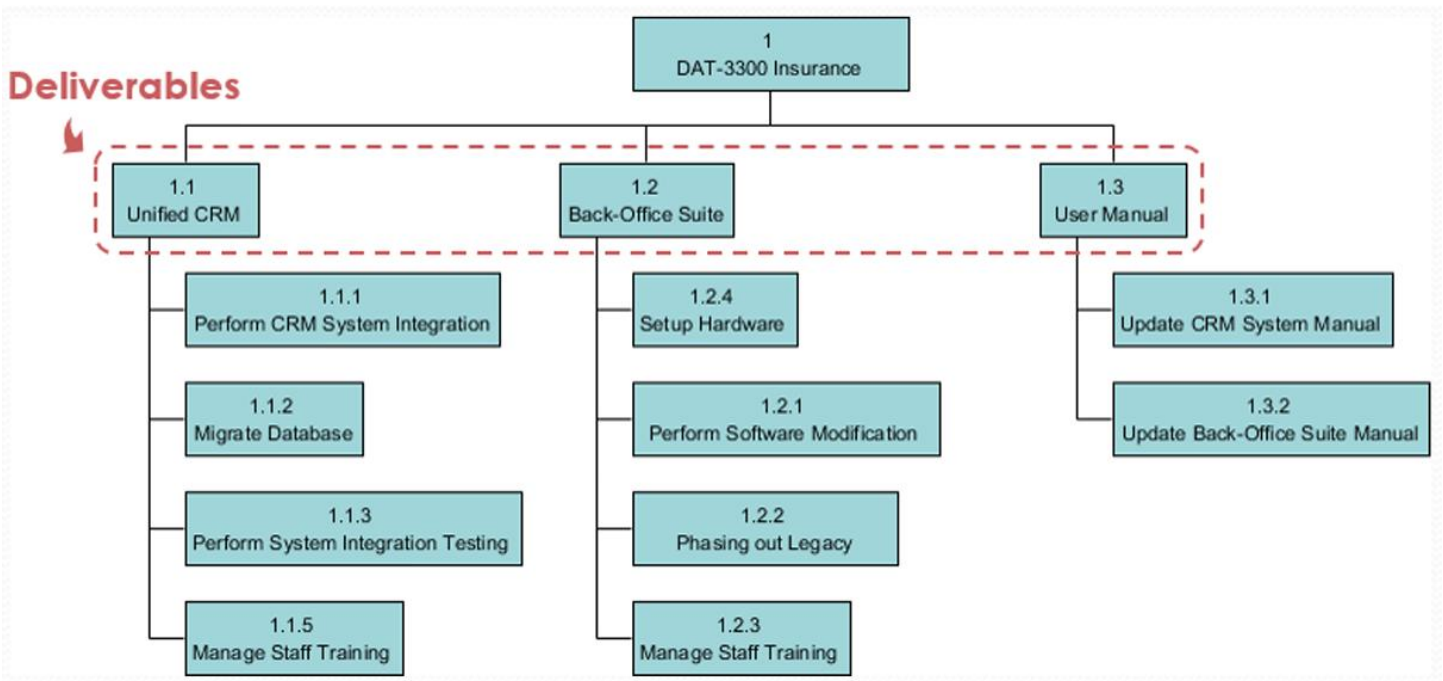 1
DAT-3300 Insurance
Deliverables
1.1
Unified CRM
1.2
Back-Office Suite
1.3
User Manual
1.1.1
Perform CRM System Integration
1.2.4
Setup Hardware
1.3.1
Update CRM System Manual
1.1.2
Migrate Database
1.2.1
Perform Software Modification
1.3.2
Update Back-Office Suite Manual
1.1.3
Perform System Integration Testing
1.2.2
Phasing out Legacy
1.1.5
Manage Staff Training
1.2.3
Manage Staff Training